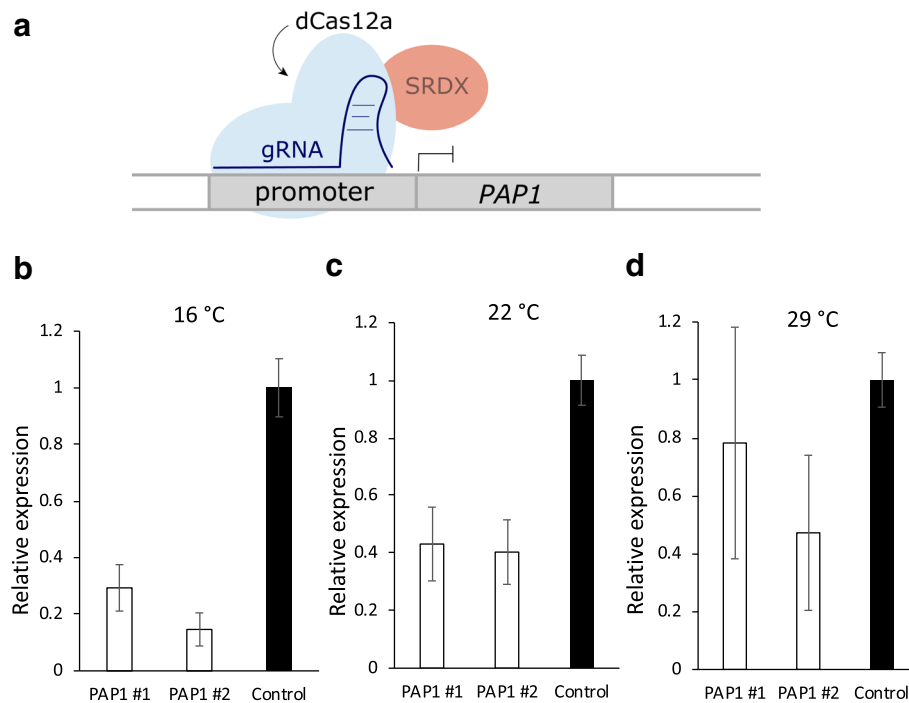 a
dCas12a
SRDX
gRNA
promoter
PAP1
b
16 °C
Relative expression
1.2
1
0.8
0.6
0.4
0.2
0
PAP1 #1 PAP1 #2 Control
c
22 °C
Relative expression
1.2
1
0.8
0.6
0.4
0.2
0
PAP1 #1 PAP1 #2 Control
d
29 °C
Relative expression
1.2
1
0.8
0.6
0.4
0.2
0
PAP1 #1 PAP1 #2 Control